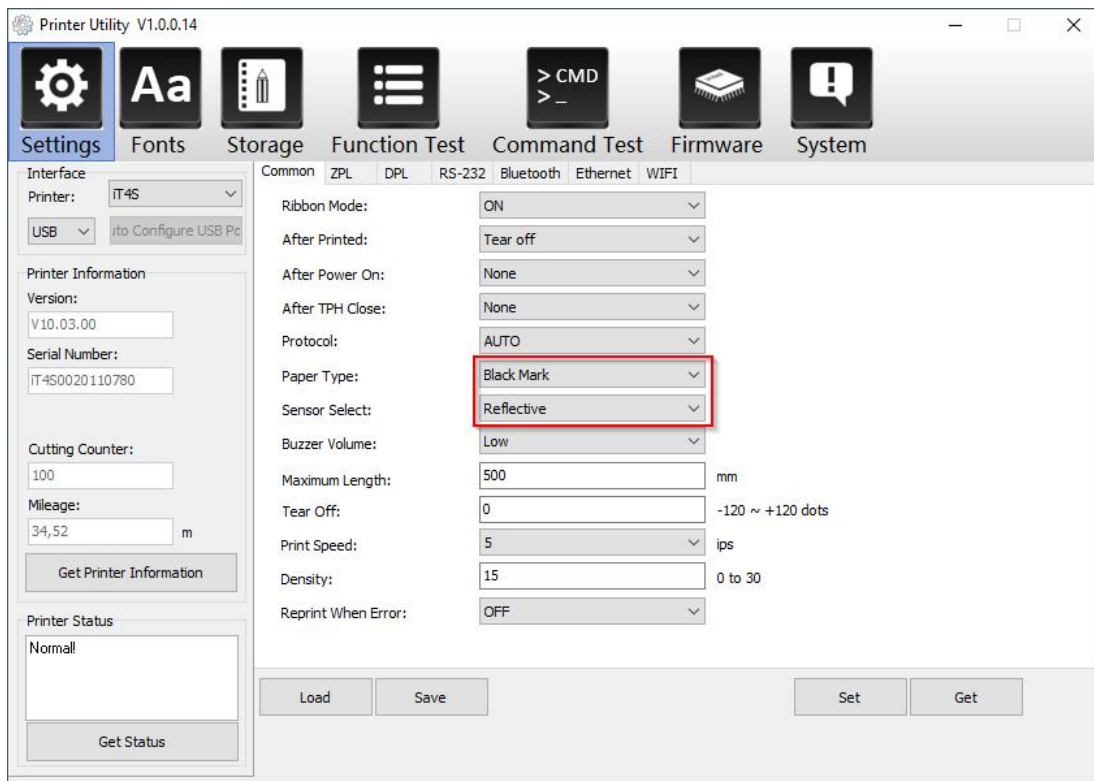 Printer Utility V1.0.0.14
Aa
> CMD
> _
Settings Fonts Storage Function Test Command Test Firmware System
Interface
Printer: iT4S
USB uto Configure USB Po
Printer Information
Version:
V10.03.00
Serial Number:
iT4S0020110780
Cutting Counter:
100
Mileage:
34,52 m
Get Printer Information
Printer Status
Normal!
Get Status
Common ZPL DPL RS-232 Bluetooth Ethernet WIFI
Ribbon Mode: ON
After Printed: Tear off
After Power On: None
After TPH Close: None
Protocol: AUTO
Paper Type: Black Mark
Sensor Select: Reflective
Buzzer Volume: Low
Maximum Length: 500 mm
Tear Off: 0 -120 ~ +120 dots
Print Speed: 5 ips
Density: 15 0 to 30
Reprint When Error: OFF
Load Save Set Get